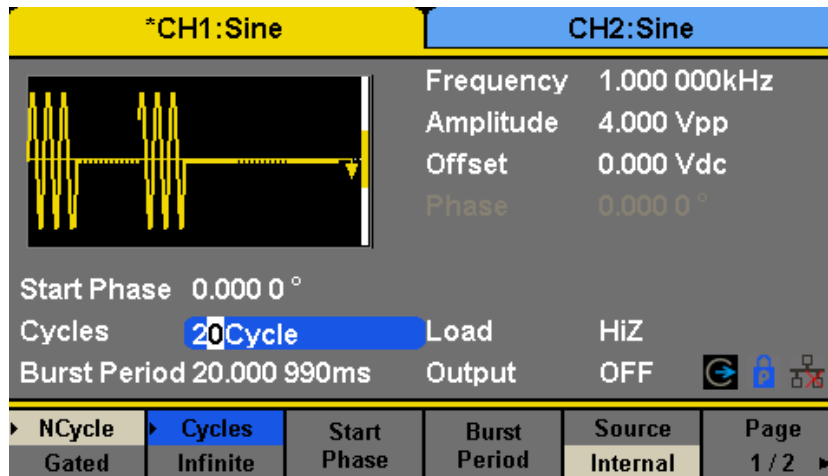 *CH1:Sine CH2:Sine
Frequency 1.000 000kHz
Amplitude 4.000 Vpp
Offset 0.000 Vdc
Phase 0.000 0 °
Start Phase 0.000 0 °
Cycles 20Cycle Load HiZ
Burst Period 20.000 990ms Output OFF
P
NCycle Cycles Start Burst Source Page
Gated Infinite Phase Period Internal 1 / 2